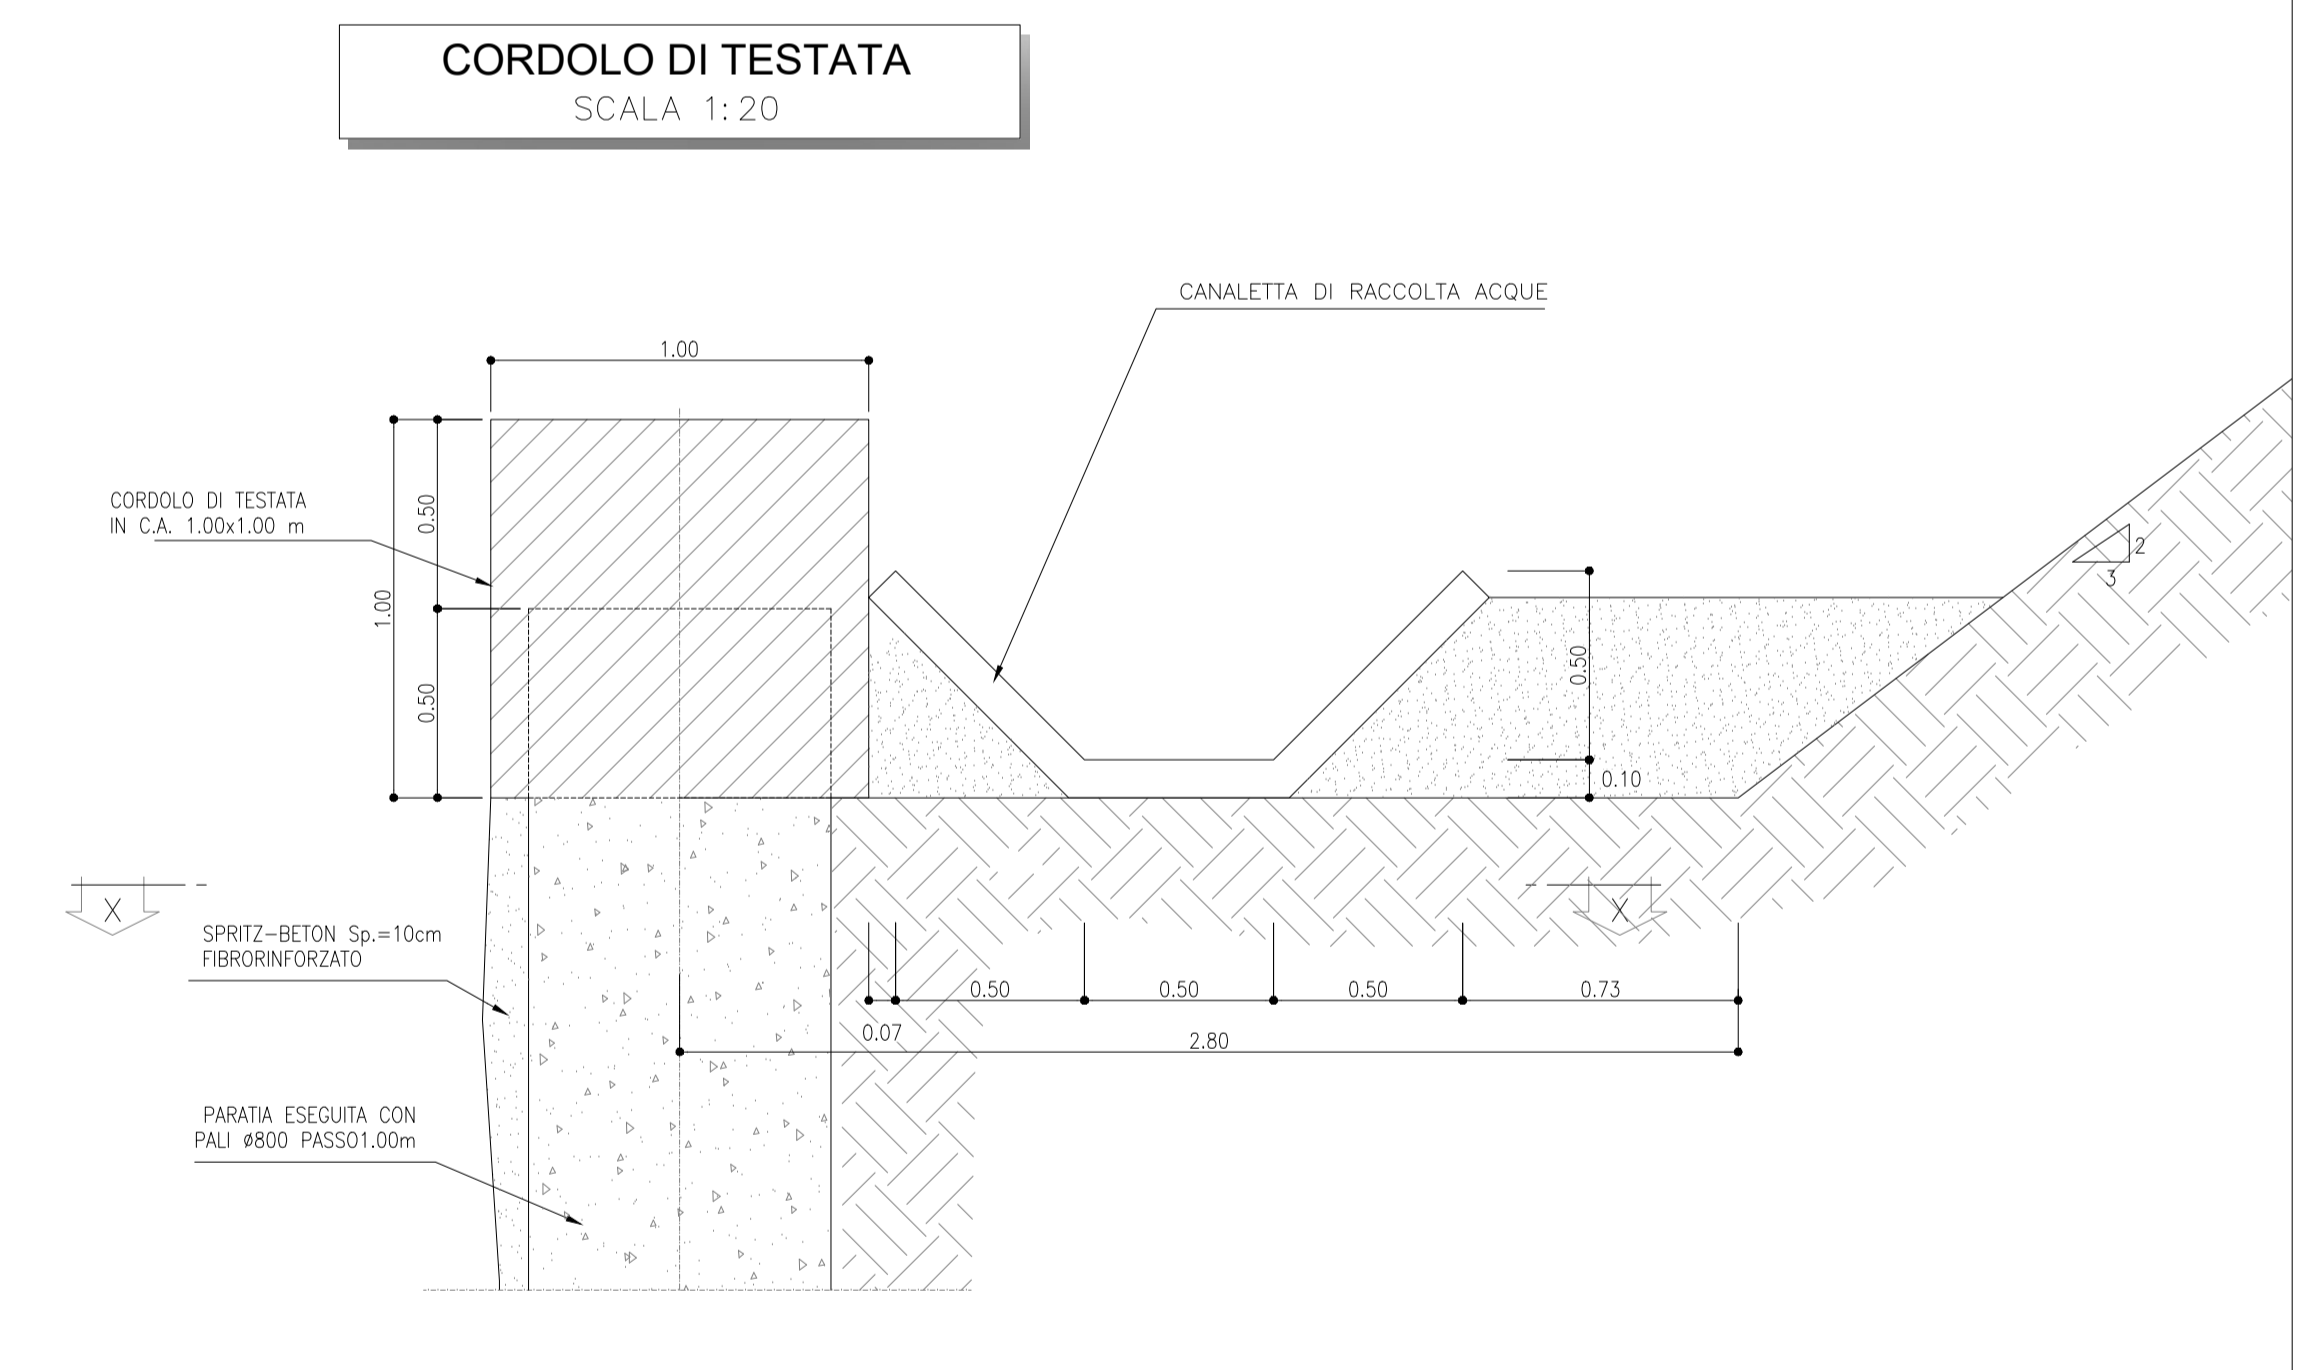 CORDOLO DI TESTATA
SCALA 1:20
CANALETTA DI RACCOLTA ACQUE
1.00
CORDOLO DI TESTATA
IN C.A. 1.00x1.00 m
0.50
1.00
0.50
2
3
0.50
0.10
X
X
SPRITZ-BETON Sp.=10cm
FIBRORINFORZATO
0.50
0.50
0.50
0.73
0.07
2.80
PARATIA ESEGUITA CON
PALI Ø800 PASSO1.00m